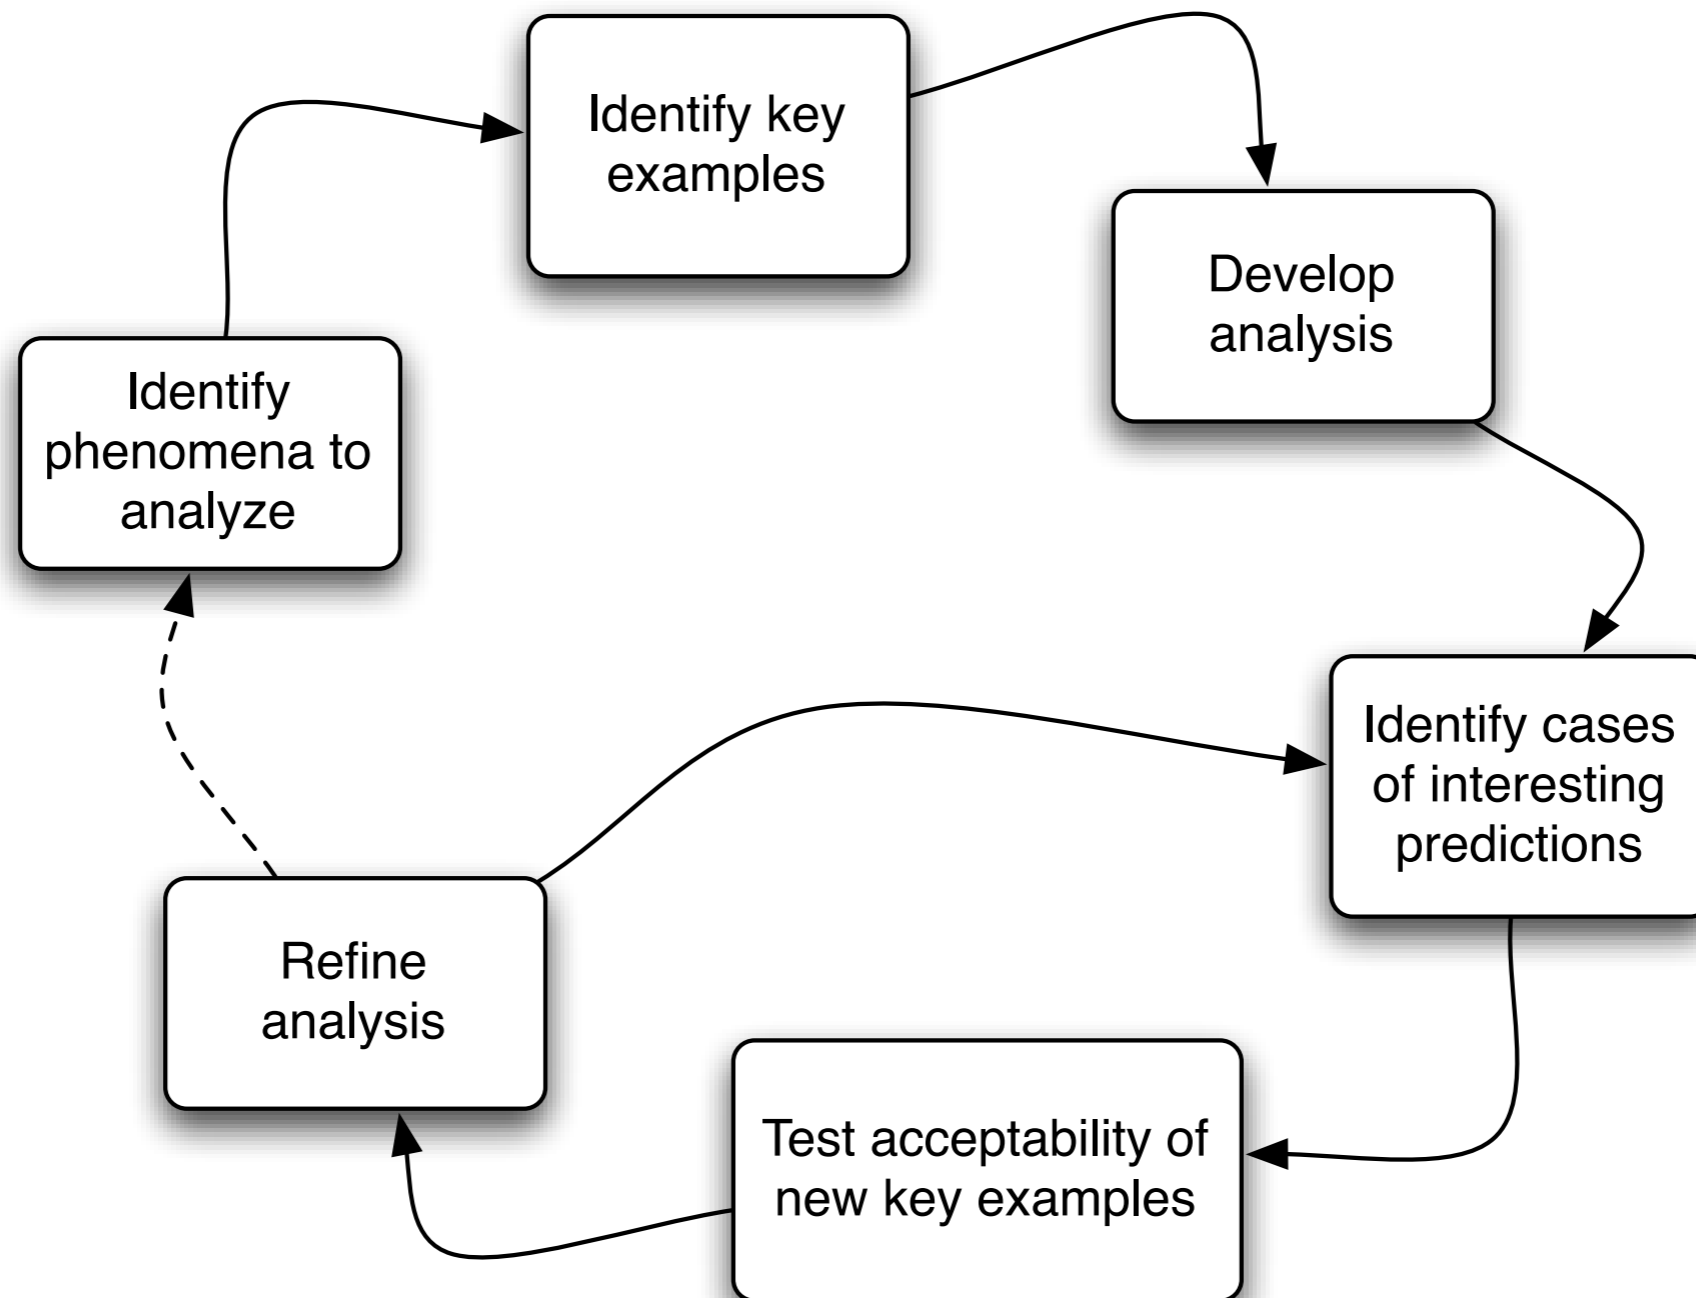 Identify key
examples
Develop
analysis
Identify
phenomena to
analyze
Identify cases
of interesting
predictions
Refine
analysis
Test acceptability of
new key examples